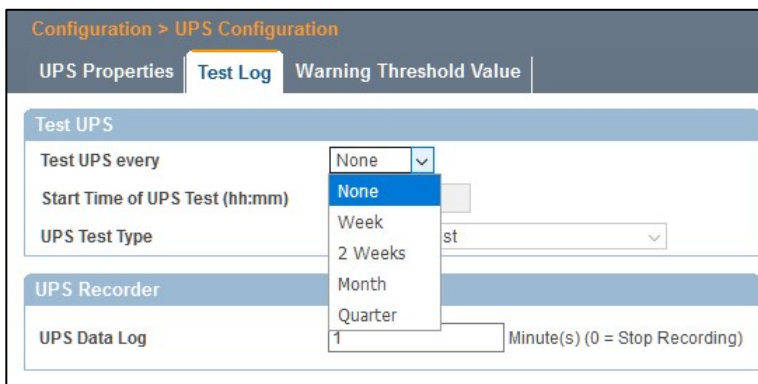 Configuration > UPS Configuration
UPS Properties Test Log Warning Threshold Value
Test UPS
Test UPS every None
None
Start Time of UPS Test (hh:mm)
Week
UPS Test Type st
2 Weeks
UPS Recorder
Month
Quarter
UPS Data Log 1 Minute(s) (0 = Stop Recording)